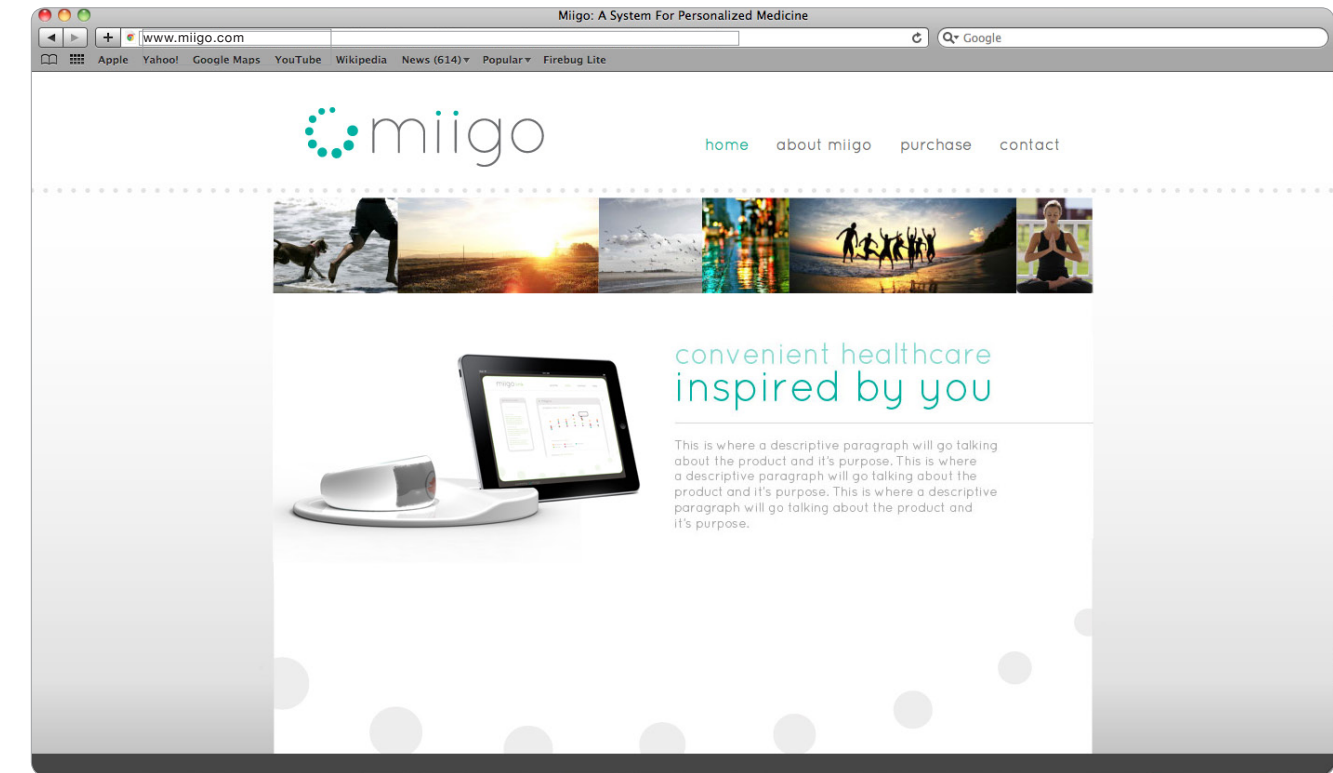 Miigo: A System For Personalized Medicine
www.miigo.com
Google
Apple Yahoo! Google Maps YouTube Wikipedia News (614) Popular Firebug Lite
miigo
home about miigo purchase contact
convenient healthcare
inspired by you
This is where a descriptive paragraph will go talking
about the product and it's purpose. This is where
a descriptive paragraph will go talking about the
product and it's purpose. This is where a descriptive
paragraph will go talking about the product and
it's purpose.
miigo